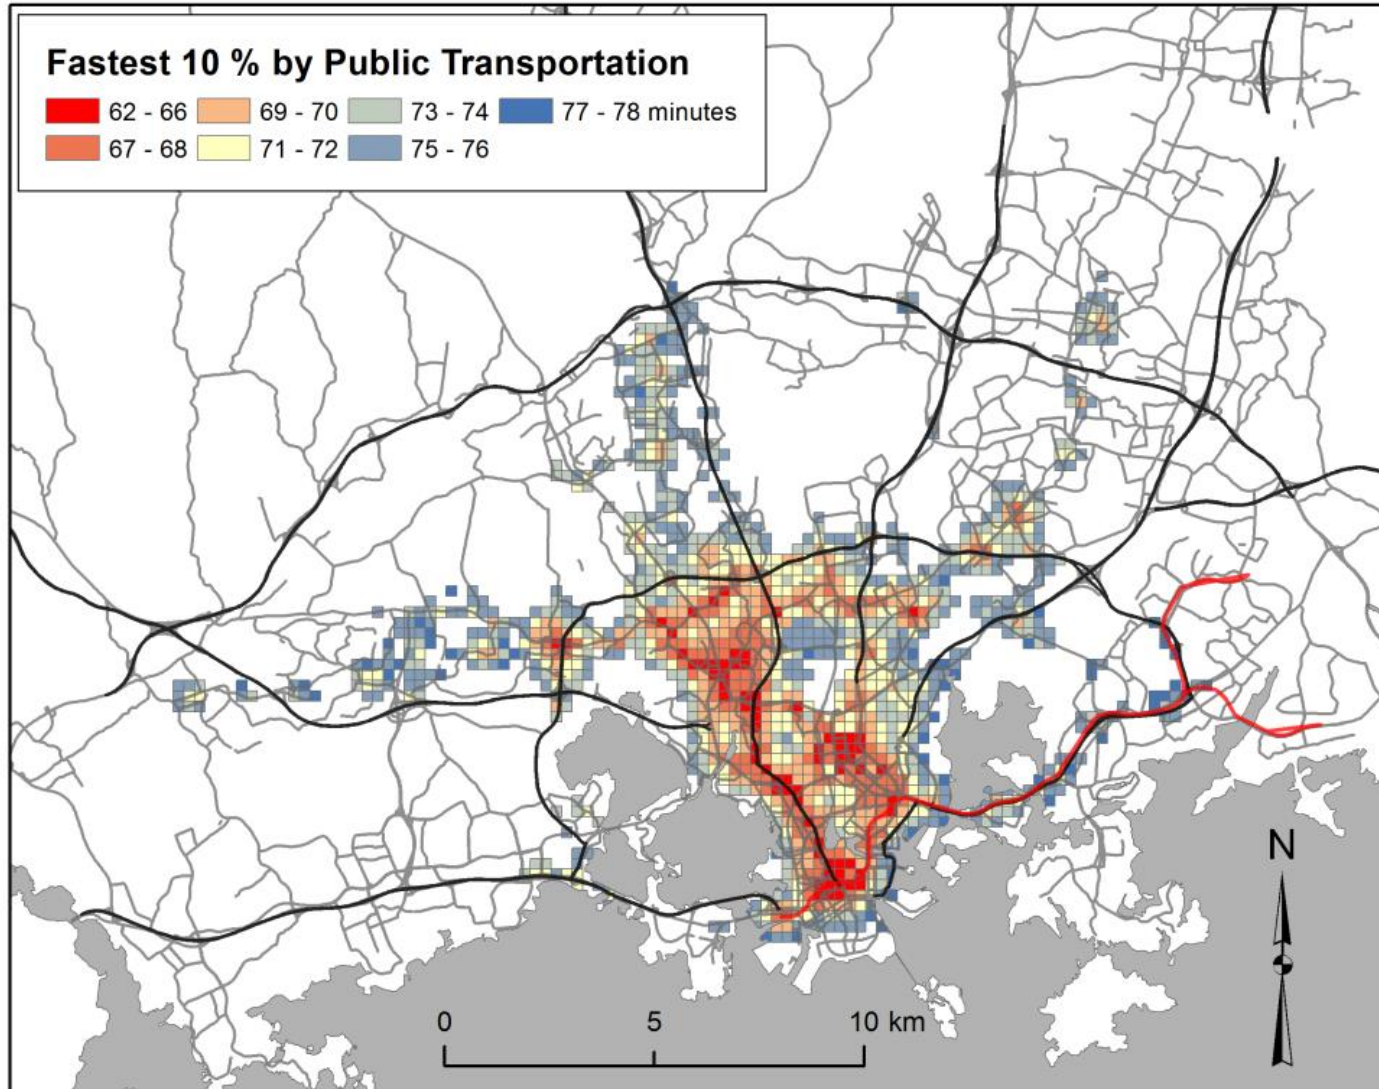 Fastest 10 % by Public Transportation
62 - 66 69 - 70 73 - 74 77 - 78 minutes
67 - 68 71 - 72 75 - 76
N
0 5 10 km